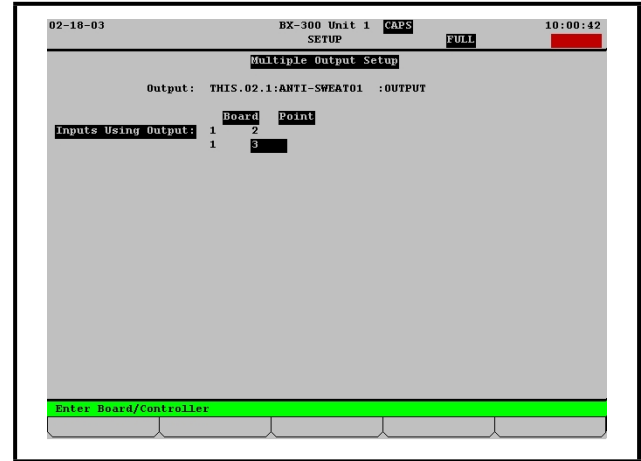 02-18-03 BX-300 Unit 1 CAPS 10:00:42
SETUP FULL
Multiple Output Setup
Output: THIS.02.1:ANTI-SWEAT01 :OUTPUT
Board Point
Inputs Using Output: 1 2
1 3
Enter Board/Controller